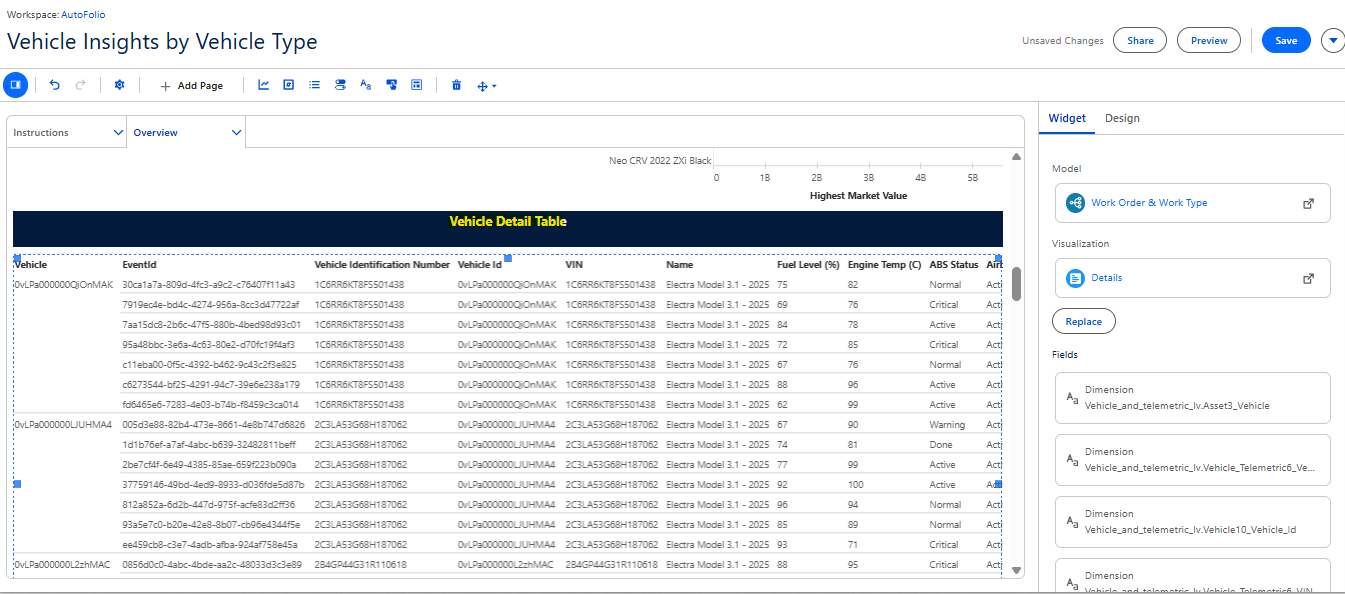 Workspace: AutoFolio
Vehicle Insights by Vehicle Type
Unsaved Changes Share Preview Save
Add Page
Instructions Overview
Neo CRV 2022 ZXi Black
0 1B 2B 3B 4B 5B
Highest Market Value
Vehicle Detail Table
Vehicle EventId Vehicle Identification Number Vehicle Id VIN Name Fuel Level (%) Engine Temp (C) ABS Status
0vLPa000000QiOnMAK 30ca1a7a-809d-4fc3-a9c2-c76407f11a43 1C6RR6KT8FS501438 0vLPa000000QiOnMAK 1C6RR6KT8FS501438 Electra Model 3.1 - 2025 75 82 Normal Acti
7919ec4e-bd4c-4274-956a-8cc3d47722af 1C6RR6KT8FS501438 0vLPa000000QiOnMAK 1C6RR6KT8FS501438 Electra Model 3.1 - 2025 69 76 Critical Acti
7aa15dc8-2b6c-47f5-880b-4bed98d93c01 1C6RR6KT8FS501438 0vLPa000000QiOnMAK 1C6RR6KT8FS501438 Electra Model 3.1 - 2025 84 78 Active Acti
95a48bbc-3e6a-4c63-80e2-d70fc19f4af3 1C6RR6KT8FS501438 0vLPa000000QiOnMAK 1C6RR6KT8FS501438 Electra Model 3.1 - 2025 72 85 Critical Acti
c11eba00-0f5c-4392-b462-9c43c2f3e825 1C6RR6KT8FS501438 0vLPa000000QiOnMAK 1C6RR6KT8FS501438 Electra Model 3.1 - 2025 67 76 Normal Acti
c6273544-bf25-4291-94c7-39e6e238a179 1C6RR6KT8FS501438 0vLPa000000QiOnMAK 1C6RR6KT8FS501438 Electra Model 3.1 - 2025 88 96 Active Acti
fd6465e6-7283-4e03-b74b-f8459c3ca014 1C6RR6KT8FS501438 0vLPa000000QiOnMAK 1C6RR6KT8FS501438 Electra Model 3.1 - 2025 62 99 Active Acti
0vLPa000000LJUHMA4 005d3e88-82b4-473e-8661-4e8b747d6826 2C3LA53G68H187062 0vLPa000000LJUHMA4 2C3LA53G68H187062 Electra Model 3.1 - 2025 67 90 Warning Acti
1d1b76ef-a7af-4abc-b639-32482811beff 2C3LA53G68H187062 0vLPa000000LJUHMA4 2C3LA53G68H187062 Electra Model 3.1 - 2025 74 81 Done Acti
2be7cf4f-6e49-4385-85ae-659f223b090a 2C3LA53G68H187062 0vLPa000000LJUHMA4 2C3LA53G68H187062 Electra Model 3.1 - 2025 77 99 Active Acti
37759146-49bd-4ed9-8933-d036fde5d87b 2C3LA53G68H187062 0vLPa000000LJUHMA4 2C3LA53G68H187062 Electra Model 3.1 - 2025 92 100 Active
812a852a-6d2b-447d-975f-acfe83d2ff36 2C3LA53G68H187062 0vLPa000000LJUHMA4 2C3LA53G68H187062 Electra Model 3.1 - 2025 96 94 Normal Acti
93a5e7c0-b20e-42e8-8b07-cb96e4344f5e 2C3LA53G68H187062 0vLPa000000LJUHMA4 2C3LA53G68H187062 Electra Model 3.1 - 2025 85 89 Normal Acti
ee459cb8-c3e7-4adb-afba-924af758e45a 2C3LA53G68H187062 0vLPa000000LJUHMA4 2C3LA53G68H187062 Electra Model 3.1 - 2025 93 71 Critical Acti
0vLPa000000L2zhMAC 0856d0c0-4abc-4bde-aa2c-48033d3c3e89 2B4GP44G31R110618 0vLPa000000L2zhMAC 2B4GP44G31R110618 Electra Model 3.1 - 2025 88 95 Critical Acti
Widget Design
Model
Work Order & Work Type
Visualization
Details
Replace
Fields
Dimension
Vehicle_and_telemetric_lv.Asset3_Vehicle
Dimension
Vehicle_and_telemetric_lv.Vehicle_Telemetric6_Ve...
Dimension
Vehicle_and_telemetric_lv.Vehicle10_Vehicle_Id
Dimension
Vehicle_and_telemetric_lv.Vehicle_Telemetric6_VIN